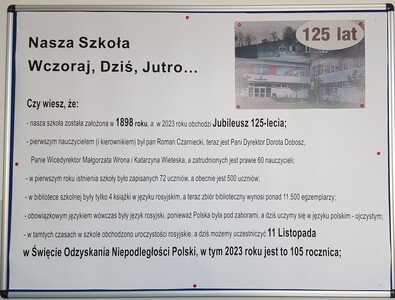 Nasza Szkoła
125 lat
Wczoraj, Dziś, Jutro...
Czy wiesz, że:
- nasza szkoła została założona w 1898 roku, a w 2023 roku obchodzi Jubileusz 125-lecia;
- pierwszym nauczycielem (i kierownikiem) był pan Roman Czarnecki, teraz jest Pani Dyrektor Dorota Dobosz,
Panie Wicedyrektor Małgorzata Wrona i Katarzyna Wieteska, a zatrudnionych jest prawie 60 nauczycieli;
- w pierwszym roku istnienia szkoły było zapisanych 72 uczniów, a obecnie jest 500 uczniów;
- w bibliotece szkolnej były tylko 4 książki w języku rosyjskim, a teraz zbiór biblioteczny wynosi ponad 11.500 egzemplarzy;
- obowiązkowym językiem wówczas był język rosyjski, ponieważ Polska była pod zaborami, a dziś uczymy się w języku polskim - ojczystym;
- w tamtych czasach w szkole obchodzono uroczystości rosyjskie, a dziś możemy uczestniczyć 11 Listopada
w Święcie Odzyskania Niepodległości Polski, w tym 2023 roku jest to 105 rocznica;